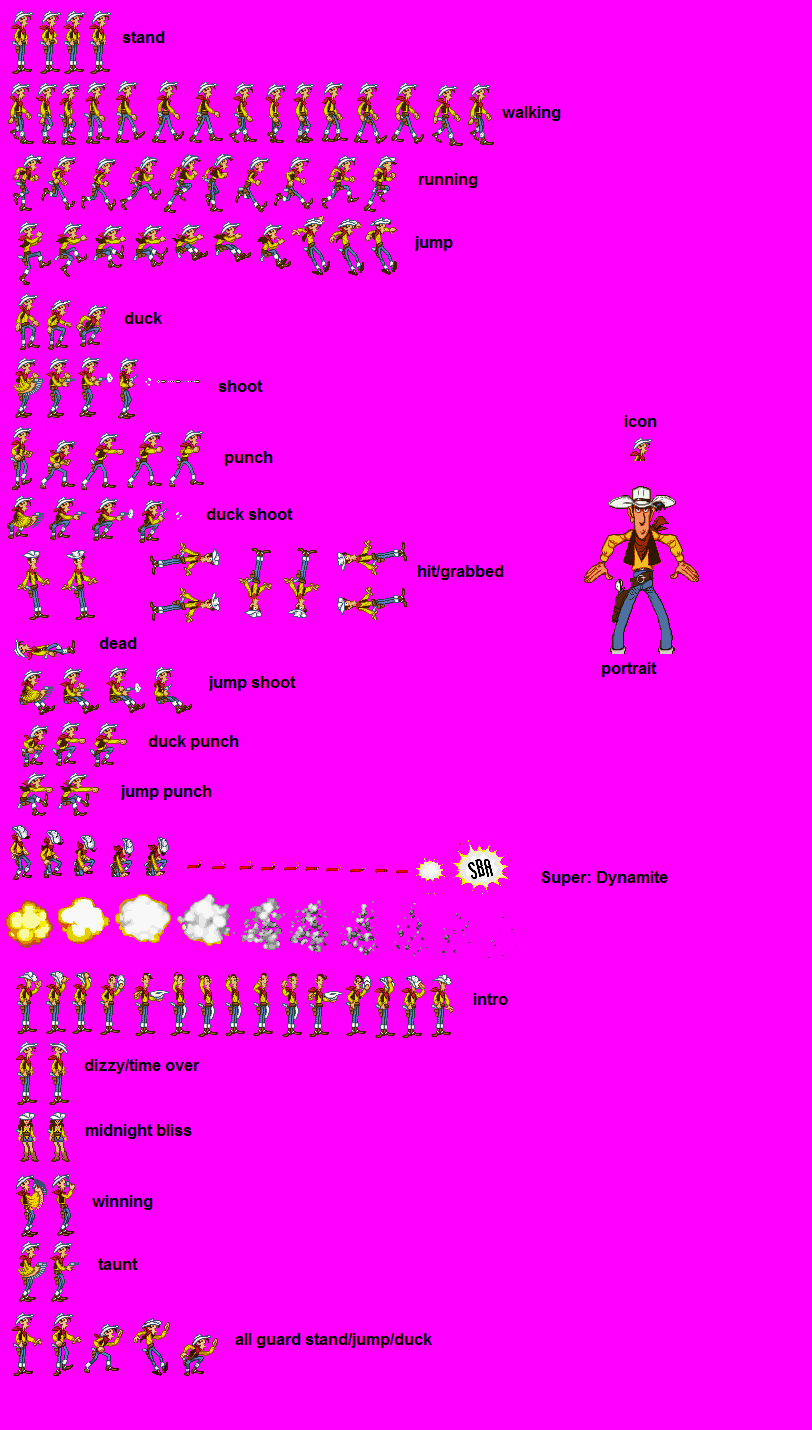 stand
walking
running
jump
duck
shoot
icon
punch
duck shoot
hit/grabbed
dead
portrait
jump shoot
duck punch
jump punch
SBA
Super: Dynamite
intro
dizzy/time over
midnight bliss
winning
taunt
all guard stand/jump/duck